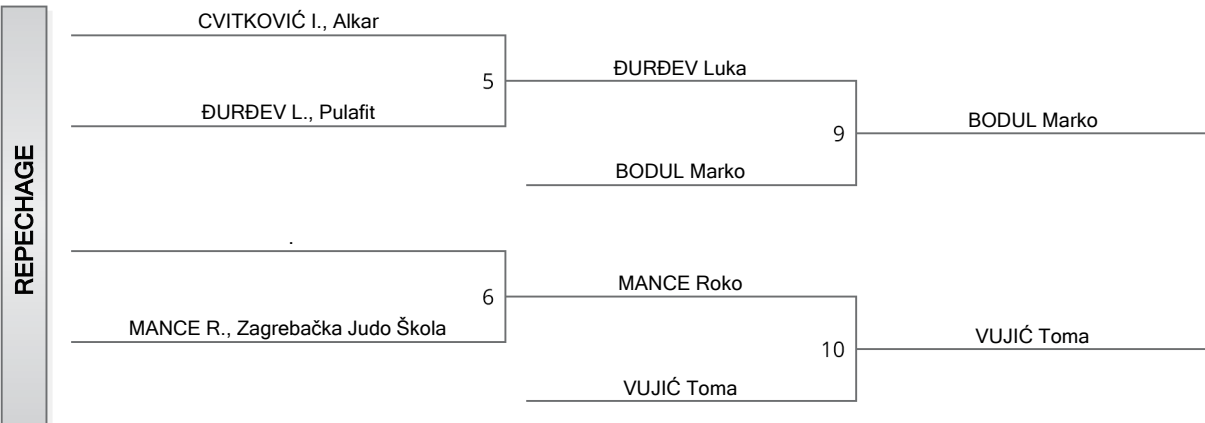 REPECHAGE
CVITKOVIĆ I., Alkar
5
ĐURĐEV Luka
ĐURĐEV L., Pulafit
9
BODUL Marko
BODUL Marko
.
6
MANCE Roko
MANCE R., Zagrebačka Judo Škola
10
VUJIĆ Toma
VUJIĆ Toma